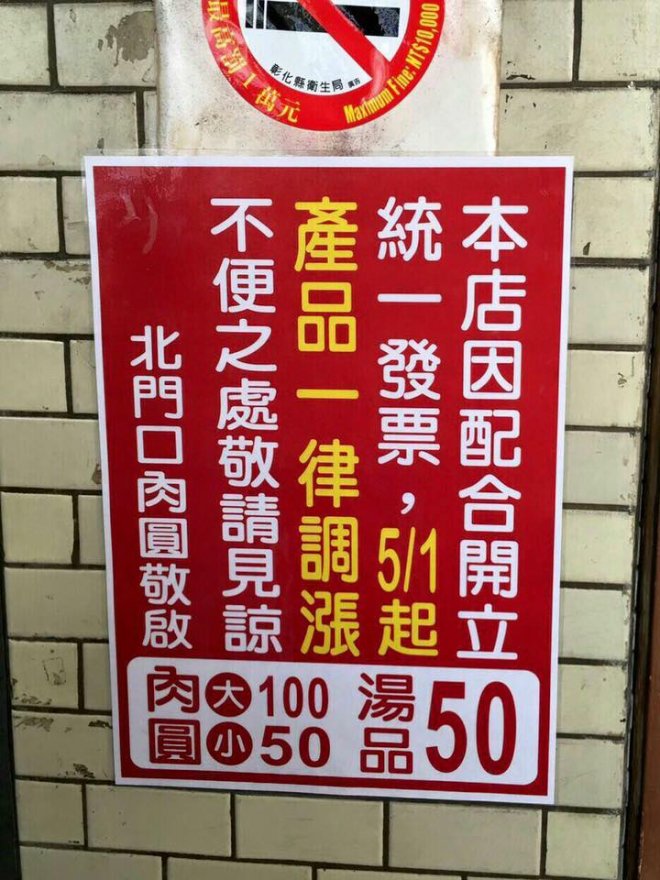 最高罰一萬元
Maximum Fine, NT$10,000
彰化縣衛生局 廣告
本店因配合開立
統一發票，5/1起
產品一律調漲
不便之處敬請見諒
北門口肉圓敬啟
肉圓 大 100
小 50
湯品 50